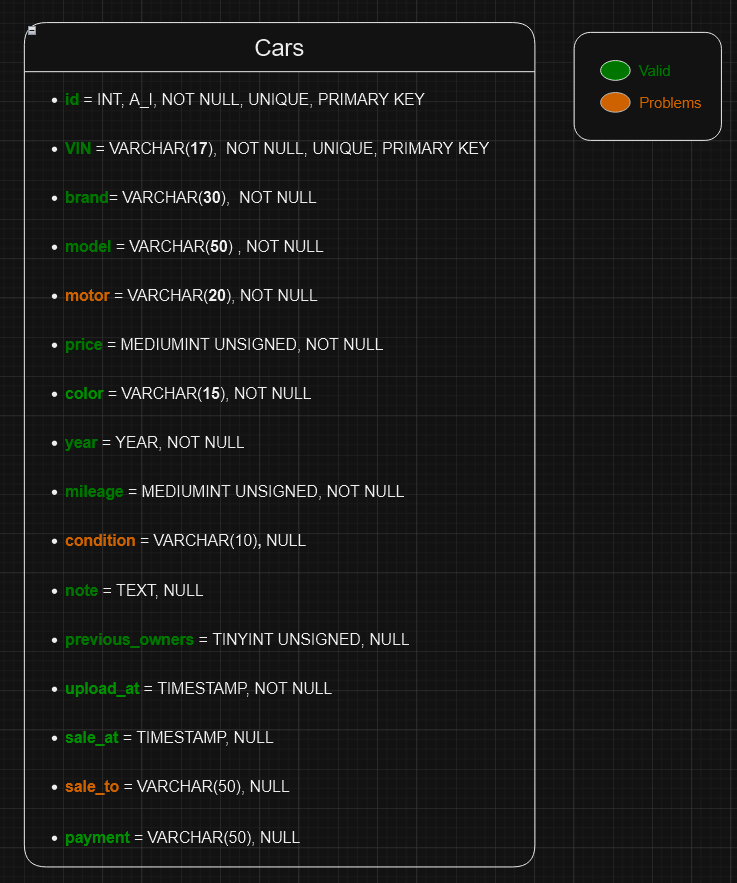 Cars
id = INT, A_I, NOT NULL, UNIQUE, PRIMARY KEY
VIN = VARCHAR(17), NOT NULL, UNIQUE, PRIMARY KEY
brand= VARCHAR(30), NOT NULL
model = VARCHAR(50) , NOT NULL
motor = VARCHAR(20), NOT NULL
price = MEDIUMINT UNSIGNED, NOT NULL
color = VARCHAR(15), NOT NULL
year = YEAR, NOT NULL
mileage = MEDIUMINT UNSIGNED, NOT NULL
condition = VARCHAR(10), NULL
note = TEXT, NULL
previous_owners = TINYINT UNSIGNED, NULL
upload_at = TIMESTAMP, NOT NULL
sale_at = TIMESTAMP, NULL
sale_to = VARCHAR(50), NULL
payment = VARCHAR(50), NULL
Valid
Problems